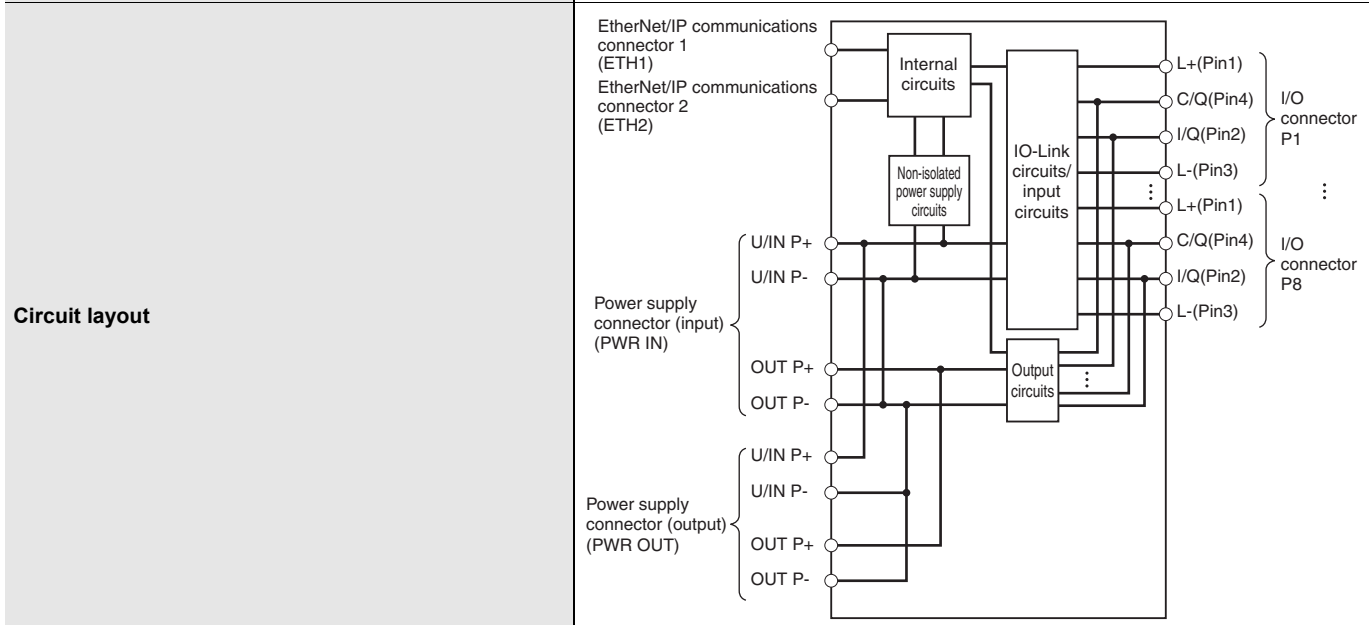 Circuit layout
EtherNet/IP communications
connector 1
(ETH1)
EtherNet/IP communications
connector 2
(ETH2)
Internal
circuits
Non-isolated
power supply
circuits
IO-Link
circuits/
input
circuits
Output
circuits
Power supply
connector (input)
(PWR IN)
U/IN P+
U/IN P-
OUT P+
OUT P-
Power supply
connector (output)
(PWR OUT)
U/IN P+
U/IN P-
OUT P+
OUT P-
L+(Pin1)
C/Q(Pin4)
I/Q(Pin2)
L-(Pin3)
I/O
connector
P1
L+(Pin1)
C/Q(Pin4)
I/Q(Pin2)
L-(Pin3)
I/O
connector
P8